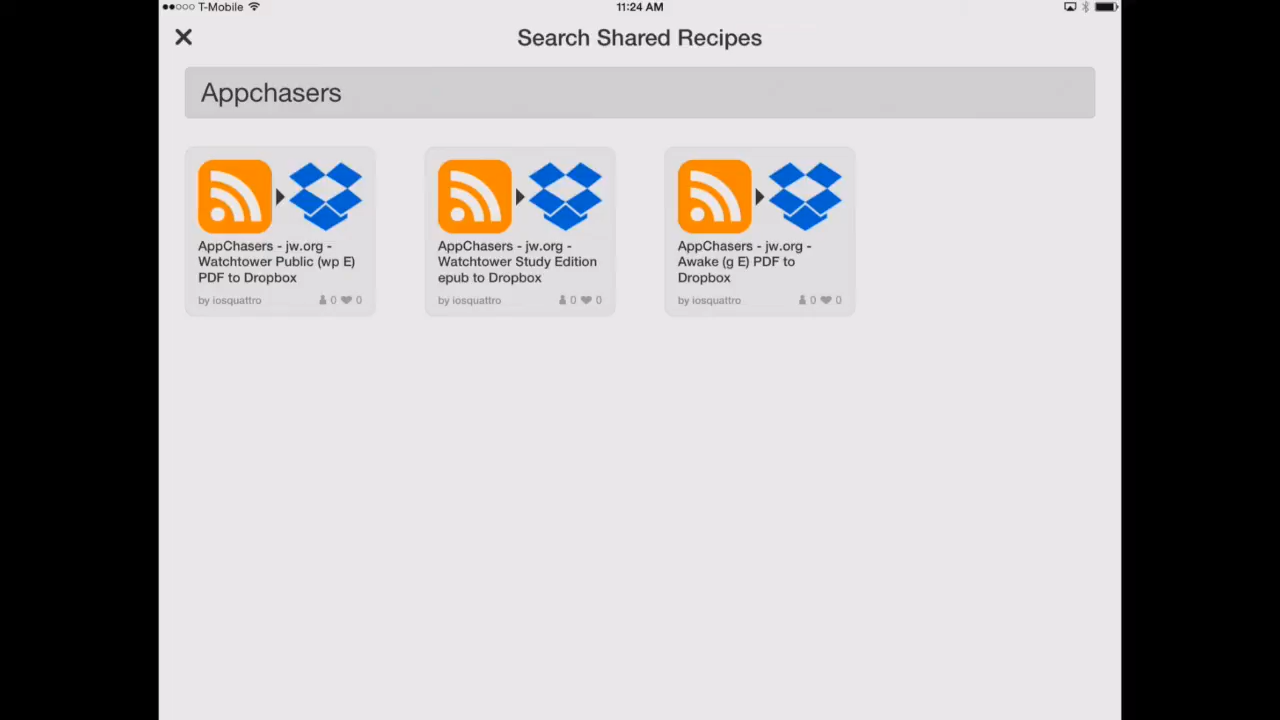 T-Mobile
11:24 AM
Search Shared Recipes
Appchasers
AppChasers - jw.org -
Watchtower Public (wp E)
PDF to Dropbox
by iosquattro 0 0
AppChasers - jw.org -
Watchtower Study Edition
epub to Dropbox
by iosquattro 0 0
AppChasers - jw.org -
Awake (g E) PDF to
Dropbox
by iosquattro 0 0